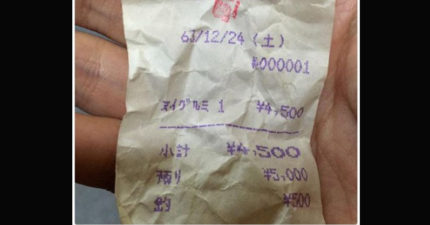 63/12/24 (土)
№000001
ヌイグルミ 1 ¥4,500
小計 ¥4,500
預り ¥5,000
釣 ¥500